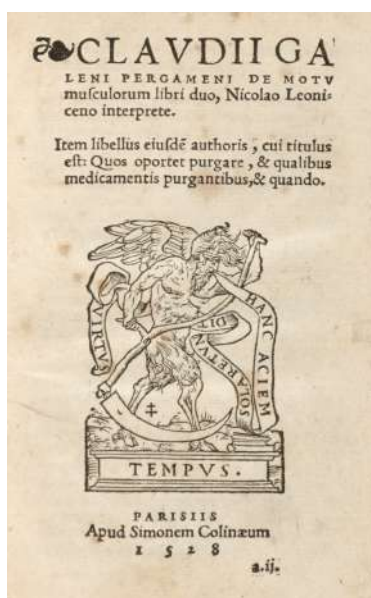 CLAVDII GA
LENI PERGAMENI DE MOTV
musculorum libri duo, Nicolao Leoni-
ceno interprete.
Item libellus eiusdē authoris, cui titulus
est: Quos oportet purgare, & qualibus
medicamentis purgantibus, & quando.
VIRTVS
HANC ACIEM
SOLA RETVN
DIT
TEMPVS.
PARISIIS
Apud Simonem Colinæum
1528
a.ij.